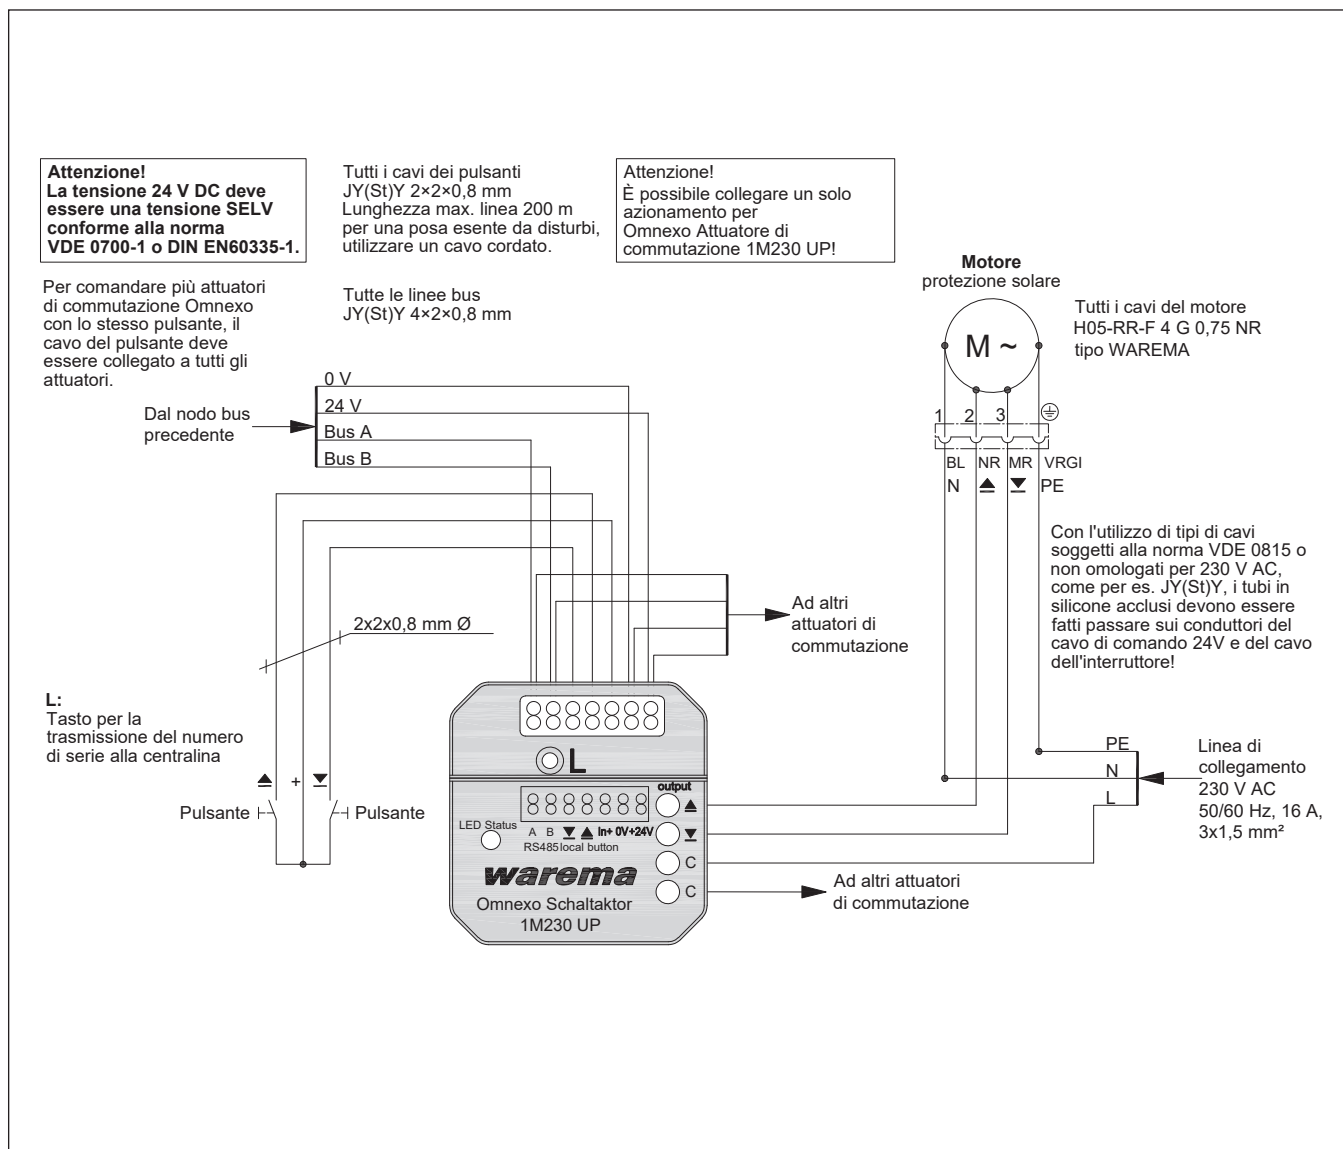 Attenzione!
La tensione 24 V DC deve
essere una tensione SELV
conforme alla norma
VDE 0700-1 o DIN EN60335-1.
Tutti i cavi dei pulsanti
JY(St)Y 2×2×0,8 mm
Lunghezza max. linea 200 m
per una posa esente da disturbi,
utilizzare un cavo cordato.
Attenzione!
È possibile collegare un solo
azionamento per
Omnexo Attuatore di
commutazione 1M230 UP!
Per comandare più attuatori
di commutazione Omnexo
con lo stesso pulsante, il
cavo del pulsante deve
essere collegato a tutti gli
attuatori.
Tutte le linee bus
JY(St)Y 4×2×0,8 mm
Motore
protezione solare
M ~
Tutti i cavi del motore
H05-RR-F 4 G 0,75 NR
tipo WAREMA
0 V
24 V
Bus A
Bus B
Dal nodo bus
precedente
1 2 3
BL NR MR VRGI
N PE
Con l'utilizzo di tipi di cavi
soggetti alla norma VDE 0815 o
non omologati per 230 V AC,
come per es. JY(St)Y, i tubi in
silicone acclusi devono essere
fatti passare sui conduttori del
cavo di comando 24V e del cavo
dell'interruttore!
Ad altri
attuatori di
commutazione
2x2x0,8 mm Ø
L:
Tasto per la
trasmissione del numero
di serie alla centralina
+
Pulsante
Pulsante
L
output
LED Status
A B In+ 0V +24V
RS485 local button
C
C
warema
Omnexo Schaltaktor
1M230 UP
PE
N
L
Linea di
collegamento
230 V AC
50/60 Hz, 16 A,
3x1,5 mm²
Ad altri attuatori
di commutazione